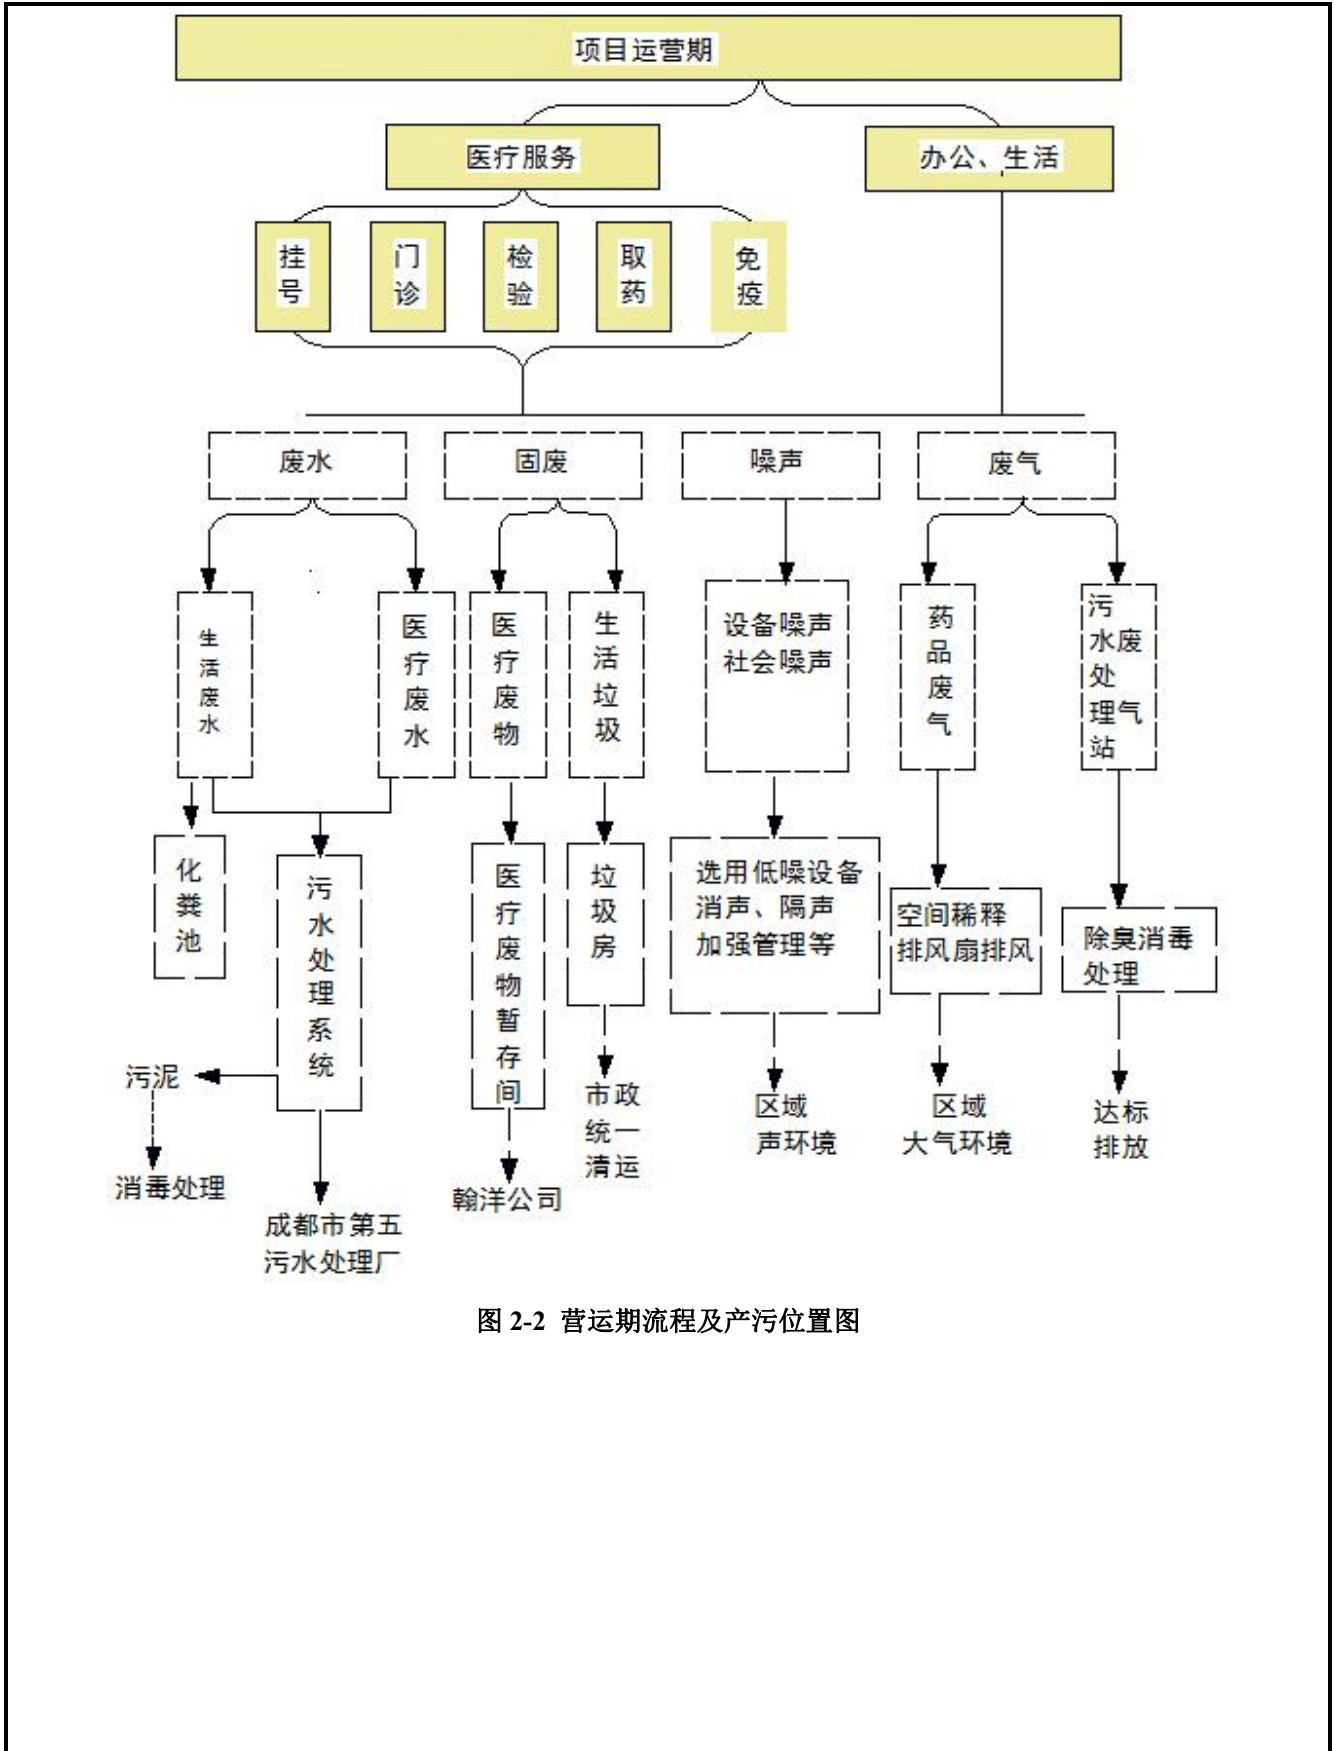 项目运营期
医疗服务
办公、生活
挂号
门诊
检验
取药
免疫
废水
固废
噪声
废气
生活废水
医疗废水
医疗废物
生活垃圾
设备噪声
社会噪声
药品废气
污
水废
处
理气
站
化粪池
污水处理系统
医疗废物暂存间
垃圾房
选用低噪设备
消声、隔声
加强管理等
空间稀释
排风扇排风
除臭消毒
处理
污泥
消毒处理
成都市第五
污水处理厂
翰洋公司
市政
统一
清运
区域
声环境
区域
大气环境
达标
排放
图 2-2 营运期流程及产污位置图